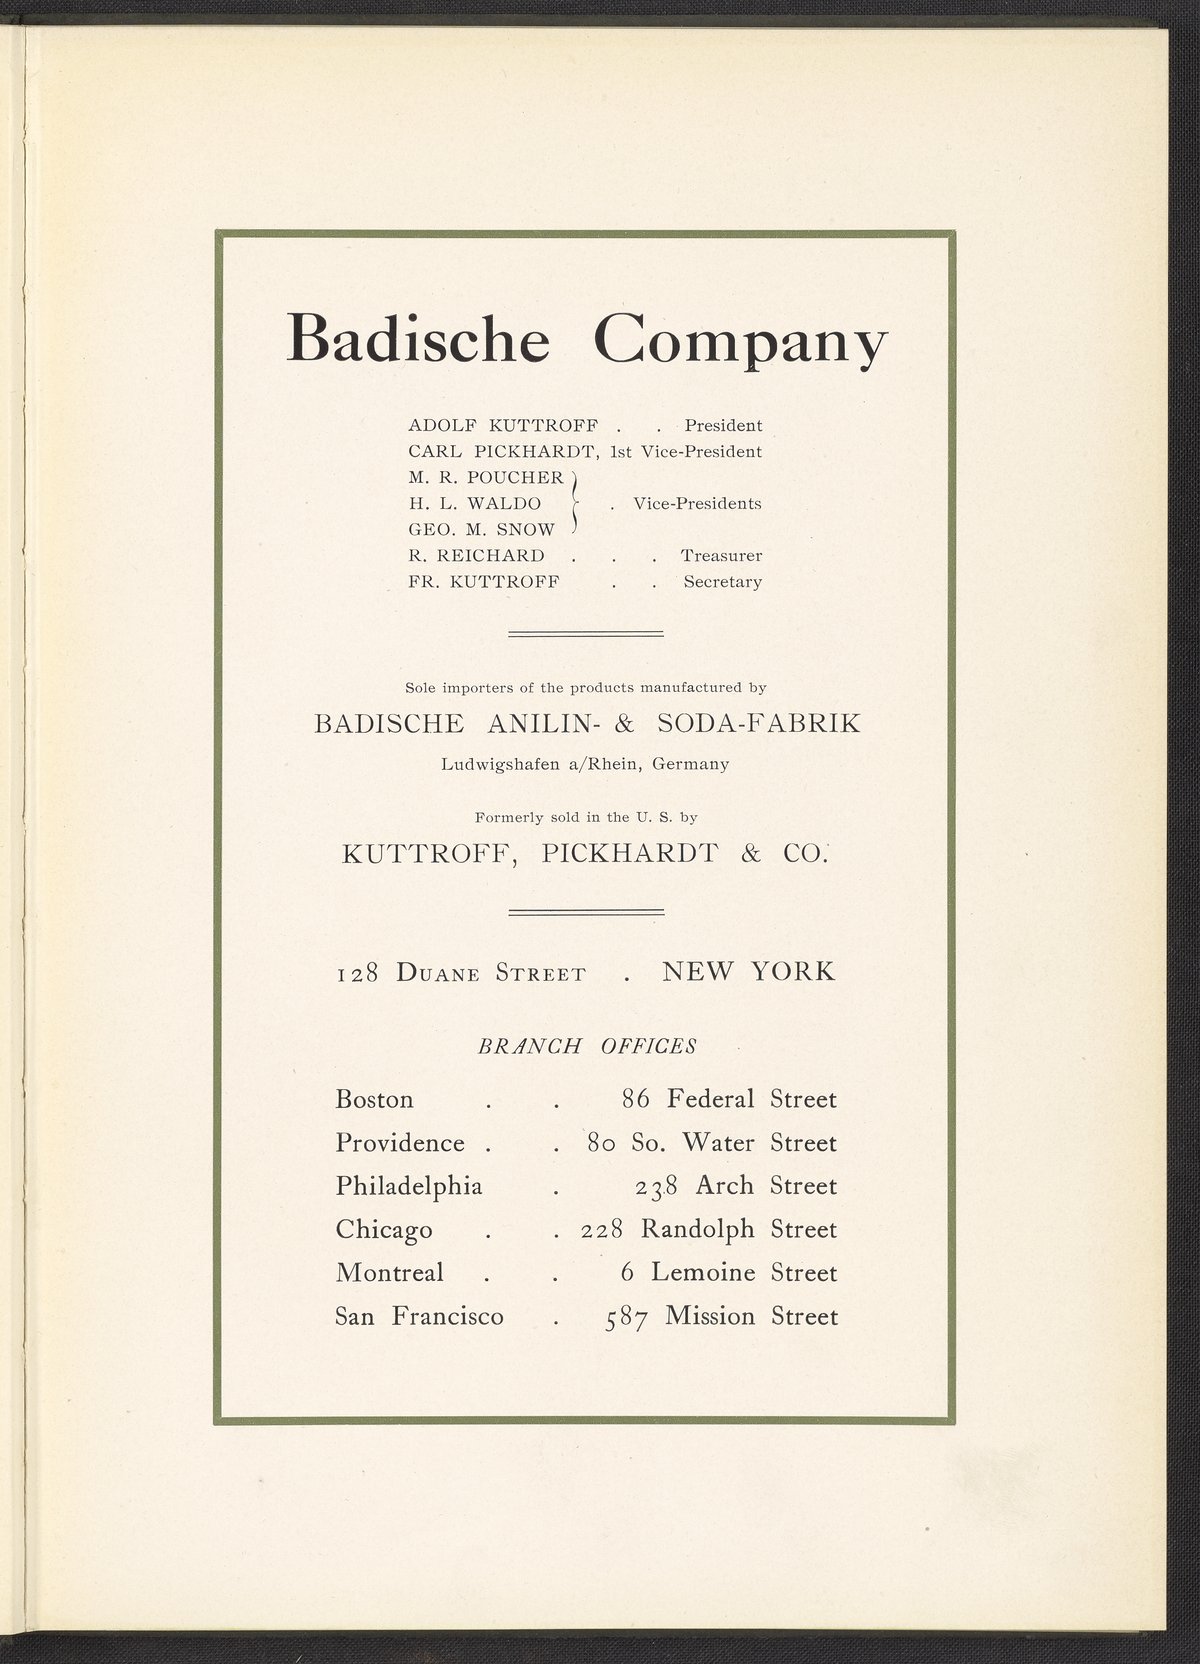 Badische Company
ADOLF KUTTROFF . . President
CARL PICKHARDT, 1st Vice-President
M. R. POUCHER
H. L. WALDO . Vice-Presidents
GEO. M. SNOW
R. REICHARD . . . Treasurer
FR. KUTTROFF . . Secretary
Sole importers of the products manufactured by
BADISCHE ANILIN- & SODA-FABRIK
Ludwigshafen a/Rhein, Germany
Formerly sold in the U. S. by
KUTTROFF, PICKHARDT & CO.
128 DUANE STREET . NEW YORK
BRANCH OFFICES
Boston . . 86 Federal Street
Providence . . 80 So. Water Street
Philadelphia . 238 Arch Street
Chicago . . 228 Randolph Street
Montreal . . 6 Lemoine Street
San Francisco . 587 Mission Street